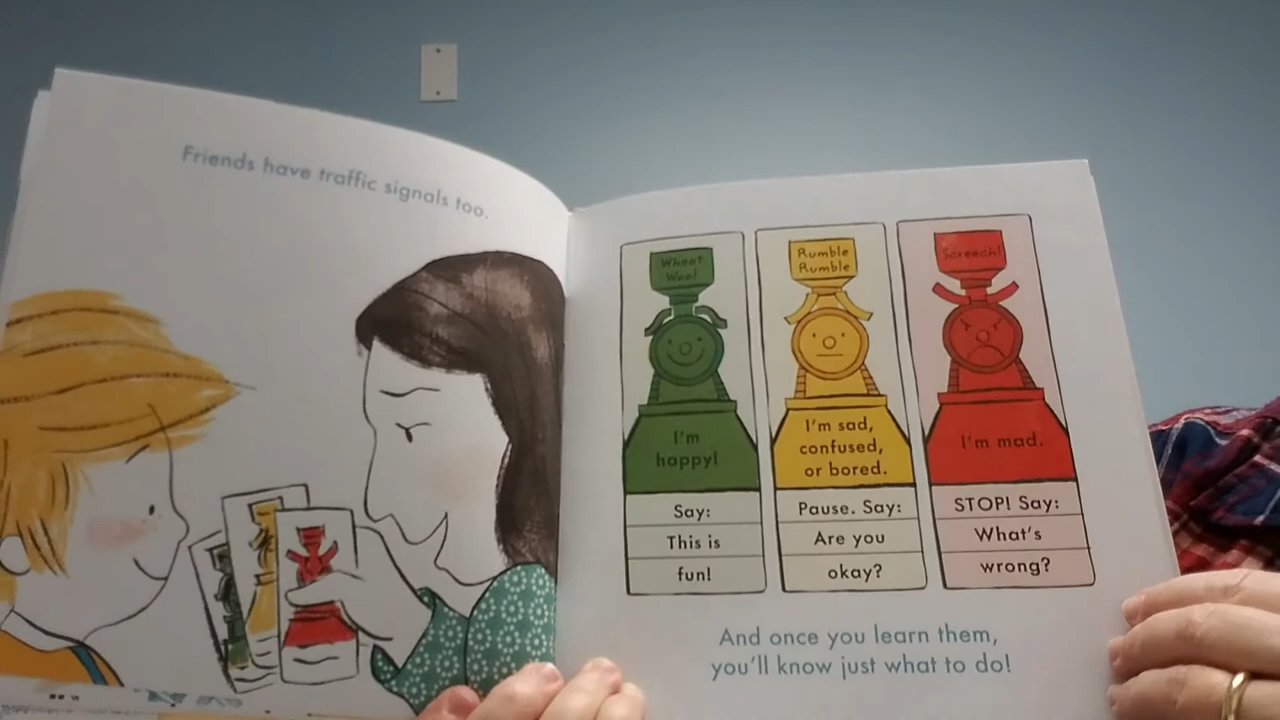 Friends have traffic signals too.
Wheet
Woo!
I'm
happy!
Say:
This is
fun!
Rumble
Rumble
I'm sad,
confused,
or bored.
Pause. Say:
Are you
okay?
Screech!
I'm mad.
STOP! Say:
What's
wrong?
And once you learn them,
you'll know just what to do!